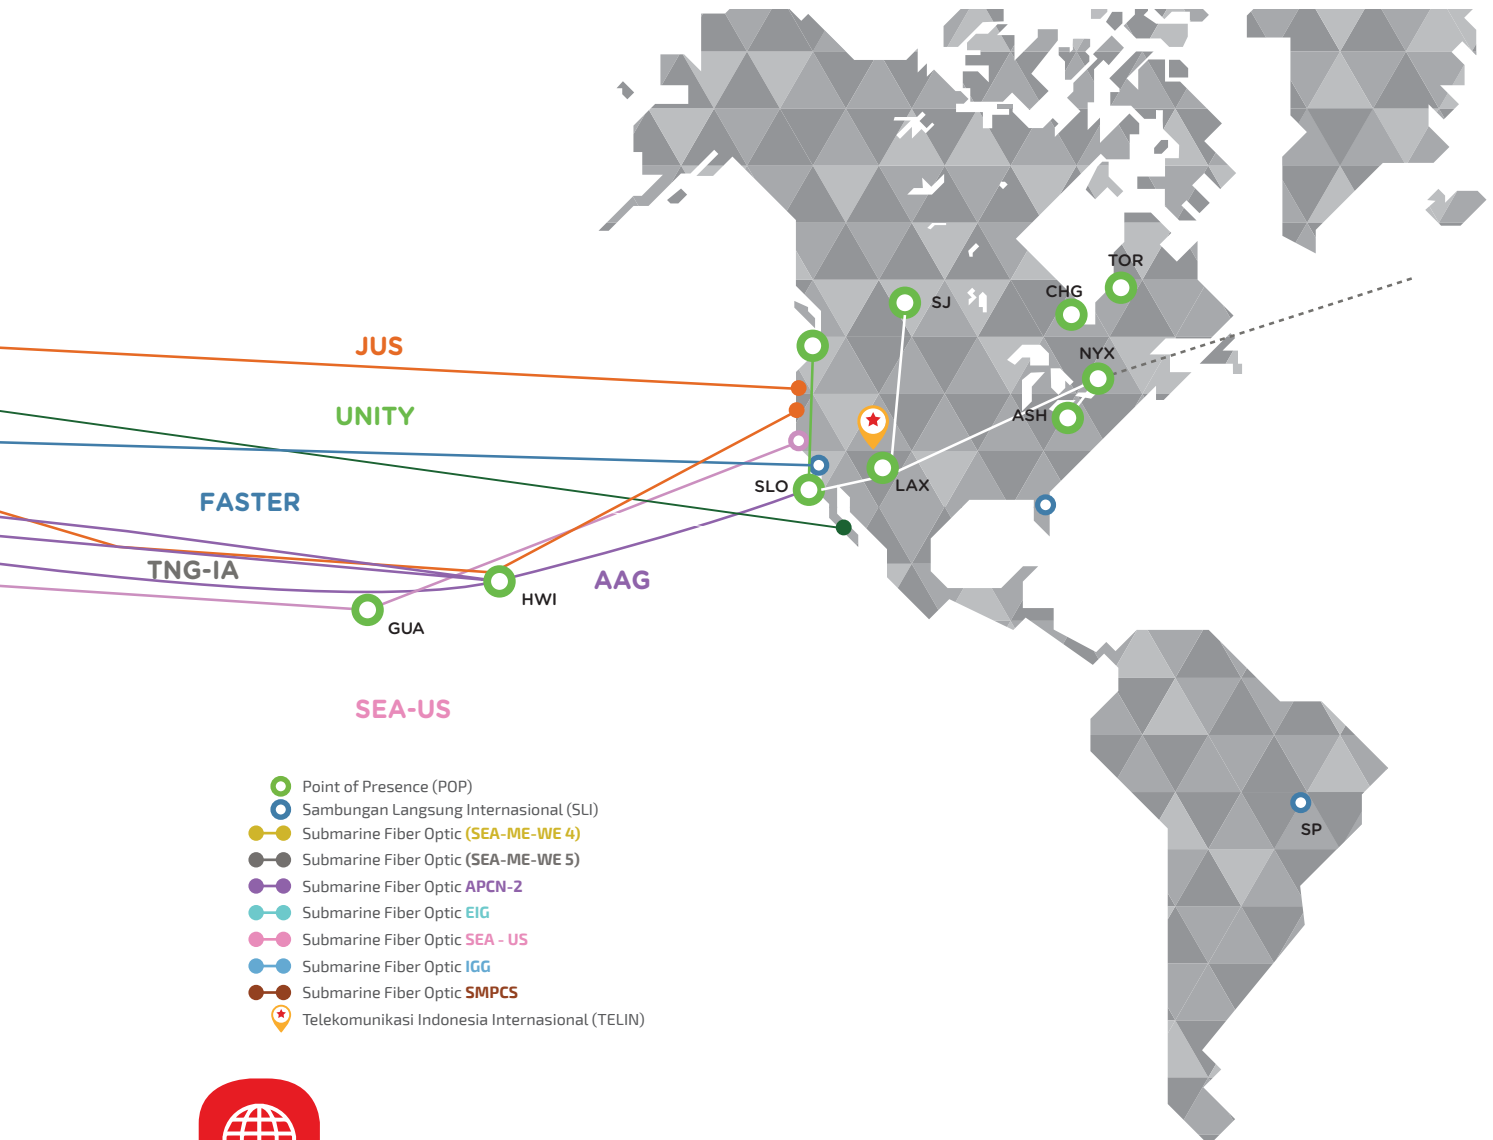 TOR
CHG
SJ
JUS
NYX
UNITY
ASH
SLO
LAX
FASTER
TNG-IA
AAG
HWI
GUA
SEA-US
Point of Presence (POP)
Sambungan Langsung Internasional (SLI)
Submarine Fiber Optic (SEA-ME-WE 4)
SP
Submarine Fiber Optic (SEA-ME-WE 5)
Submarine Fiber Optic APCN-2
Submarine Fiber Optic EIG
Submarine Fiber Optic SEA - US
Submarine Fiber Optic IGG
Submarine Fiber Optic SMPCS
Telekomunikasi Indonesia Internasional (TELIN)